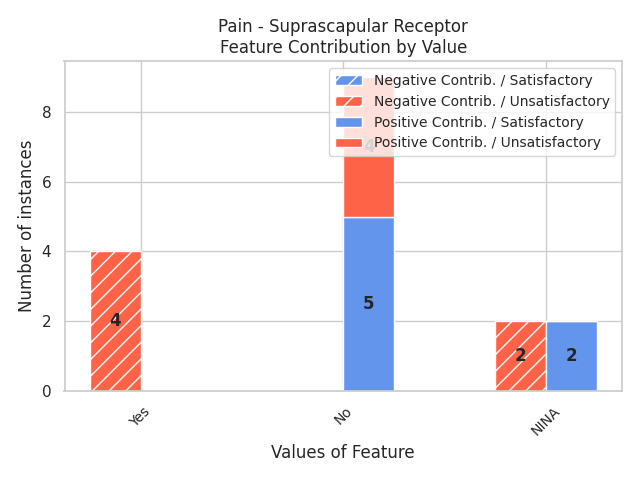 Pain - Suprascapular Receptor
Feature Contribution by Value
Negative Contrib. / Satisfactory
Negative Contrib. / Unsatisfactory
Positive Contrib. / Satisfactory
Positive Contrib. / Unsatisfactory
Number of instances
8
6
4
2
0
4
4
5
2
2
Yes
No
NINA
Values of Feature